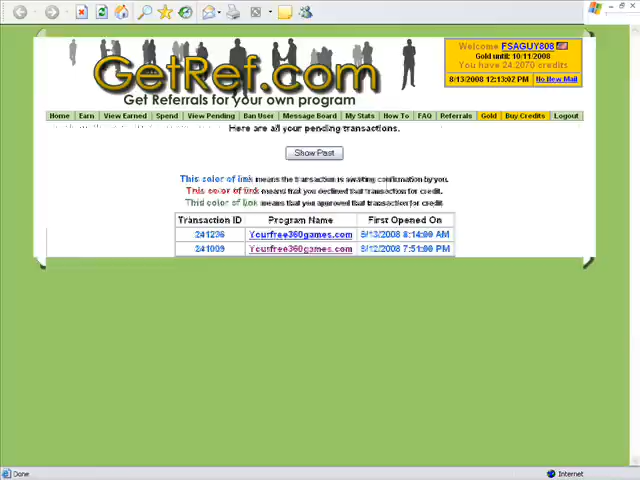 GetRef.com
Get Referrals for your own program
Welcome FSAGUY808
Gold until: 10/11/2008
You have 24.2070 credits
8/13/2008 12:13:02 PM No New Mail
Home Earn View Earned Spend View Pending Ban User Message Board My Stats How To FAQ Referrals Gold Buy Credits Logout
Here are all your pending transactions.
Show Past
This color of link means the transaction is awaiting confirmation by you.
This color of link means that you declined that transaction for credit.
This color of link means that you approved that transaction for credit.
Transaction ID Program Name First Opened On
241236 Yourfree360games.com 8/13/2008 8:14:00 AM
Yourfree360games.com 8/12/2008 7:51:00 PM
Done Internet